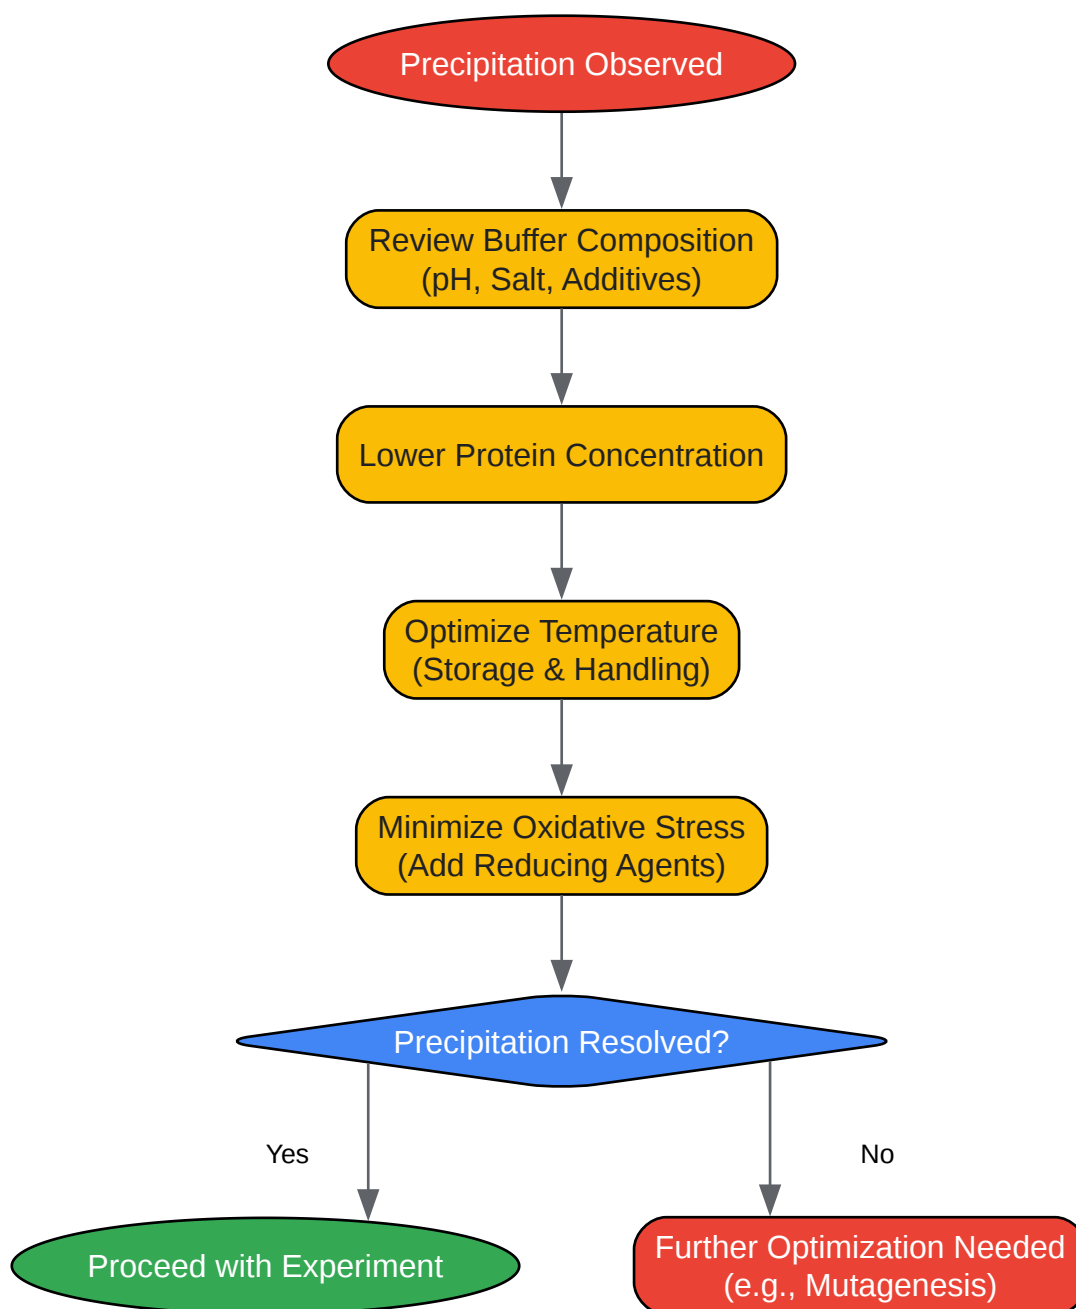 Precipitation Observed
Review Buffer Composition
(pH, Salt, Additives)
Lower Protein Concentration
Optimize Temperature
(Storage & Handling)
Minimize Oxidative Stress
(Add Reducing Agents)
Precipitation Resolved?
Yes
No
Proceed with Experiment
Further Optimization Needed
(e.g., Mutagenesis)